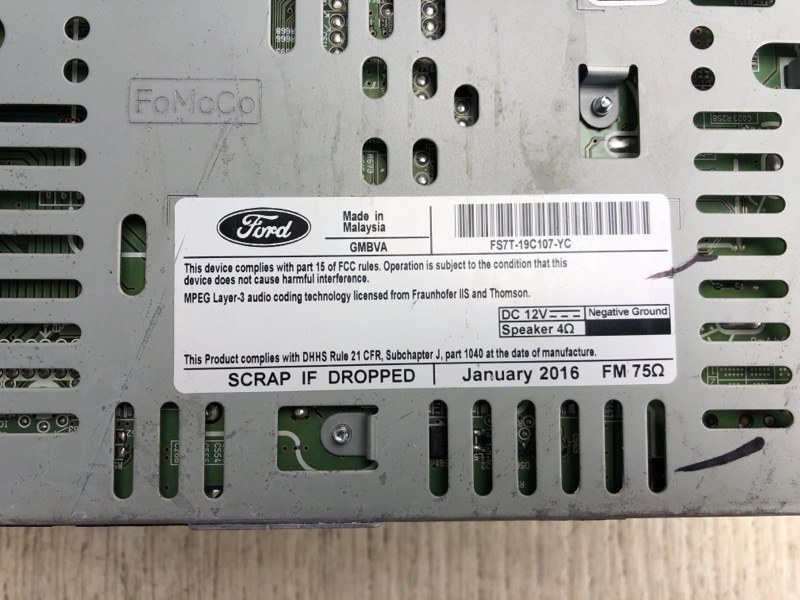 FoMoCo
Ford
Made in
Malaysia
GMBVA
FS7T-19C107-YC
This device complies with part 15 of FCC rules. Operation is subject to the condition that this
device does not cause harmful interference.
MPEG Layer-3 audio coding technology licensed from Fraunhofer IIS and Thomson.
DC 12V Negative Ground
Speaker 4Ω
This Product complies with DHHS Rule 21 CFR, Subchapter J, part 1040 at the date of manufacture.
SCRAP IF DROPPED January 2016 FM 75Ω